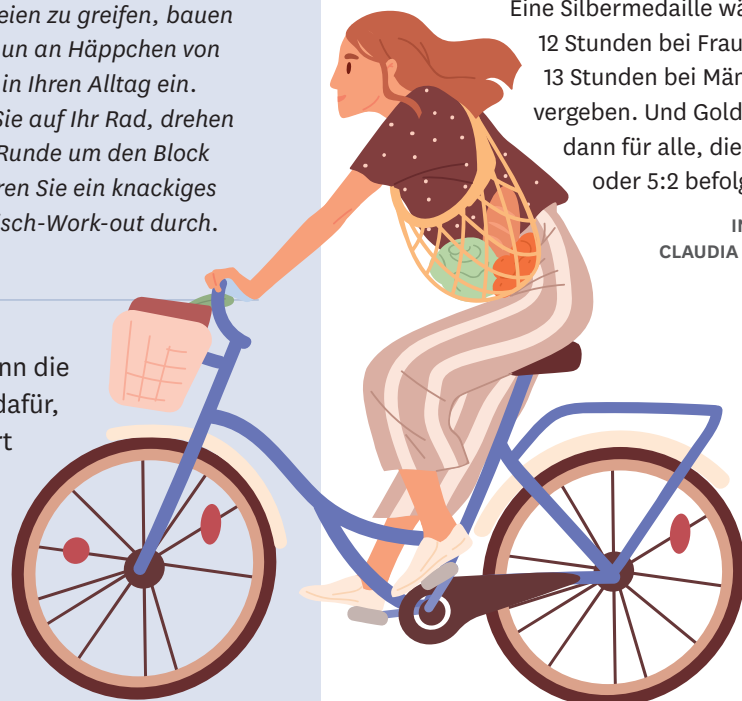 eien zu greifen, bauen
un an Häppchen von
in Ihren Alltag ein.
Sie auf Ihr Rad, drehen
Runde um den Block
ren Sie ein knackiges
isch-Work-out durch.
nn die
dafür,
rt
Eine Silbermedaille wä
12 Stunden bei Frau
13 Stunden bei Män
vergeben. Und Gold
dann für alle, die
oder 5:2 befolg
IN
CLAUDIA